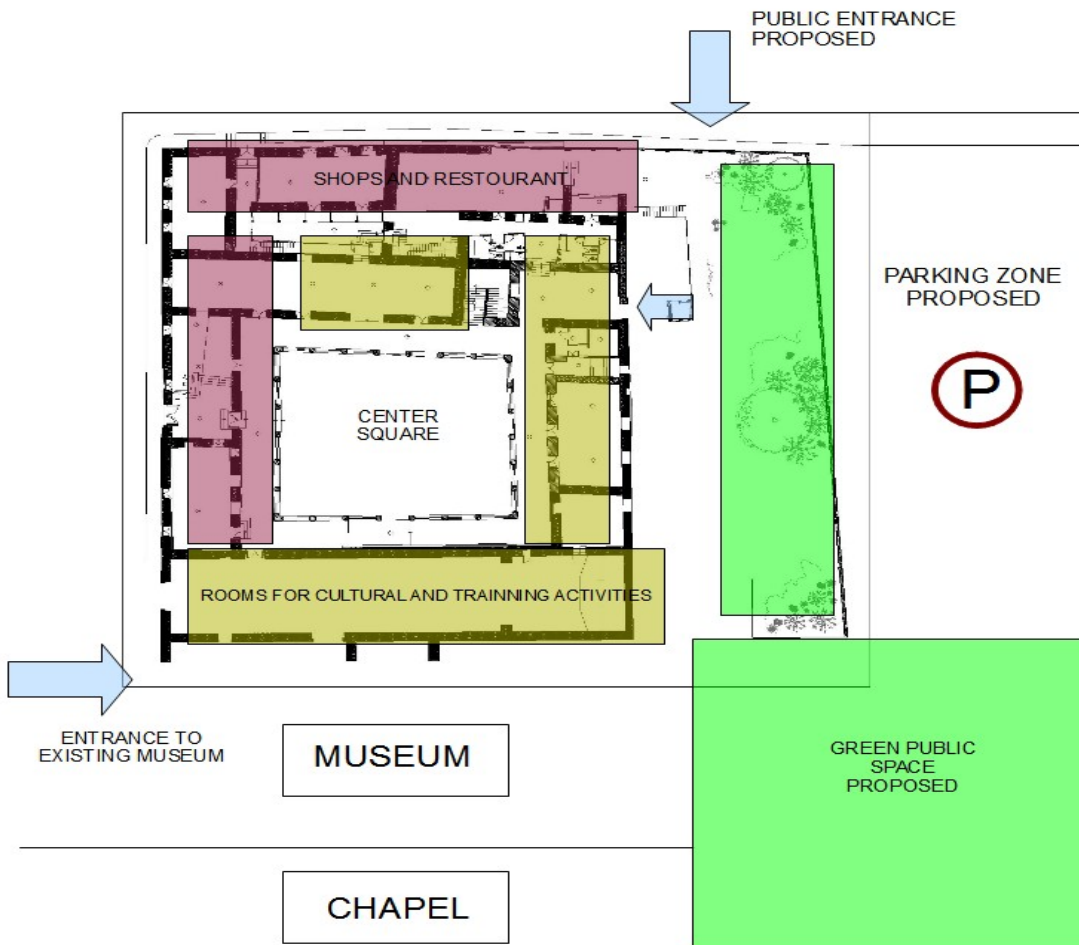 PUBLIC ENTRANCE
PROPOSED
SHOPS AND RESTOURANT
PARKING ZONE
PROPOSED
P
CENTER
SQUARE
ROOMS FOR CULTURAL AND TRAINNING ACTIVITIES
ENTRANCE TO
EXISTING MUSEUM
MUSEUM
GREEN PUBLIC
SPACE
PROPOSED
CHAPEL